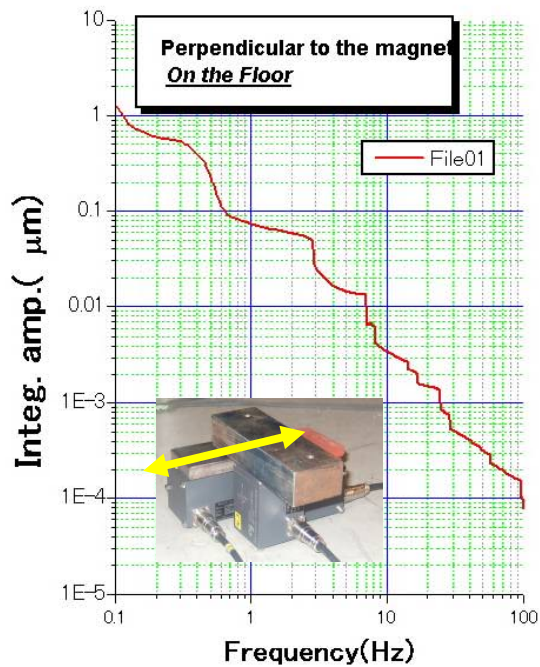 Perpendicular to the magnet
On the Floor
File01
Integ. amp.( μm)
10
1
0.1
0.01
1E-3
1E-4
1E-5
0.1
1
10
100
Frequency(Hz)